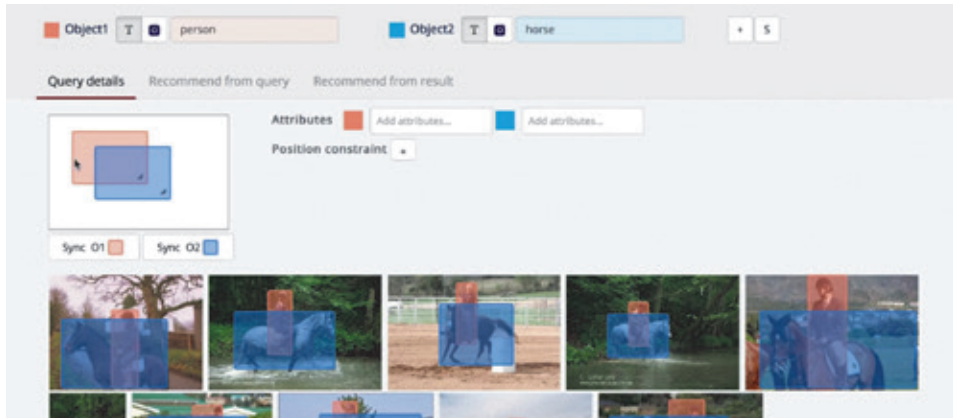 Object1 T person Object2 T horse + S
Query details Recommend from query Recommend from result
Attributes Add attributes... Add attributes...
Position constraint
Sync O1 Sync O2